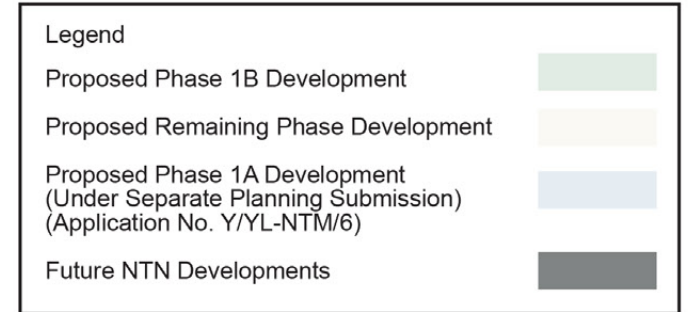 Legend
Proposed Phase 1B Development
Proposed Remaining Phase Development
Proposed Phase 1A Development
(Under Separate Planning Submission)
(Application No. Y/YL-NTM/6)
Future NTN Developments